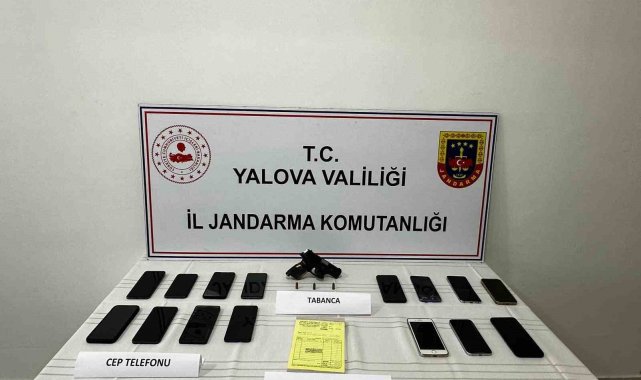 T.C.
YALOVA VALİLİĞİ
İL JANDARMA KOMUTANLIĞI
JANDARMA
TABANCA
CEP TELEFONU